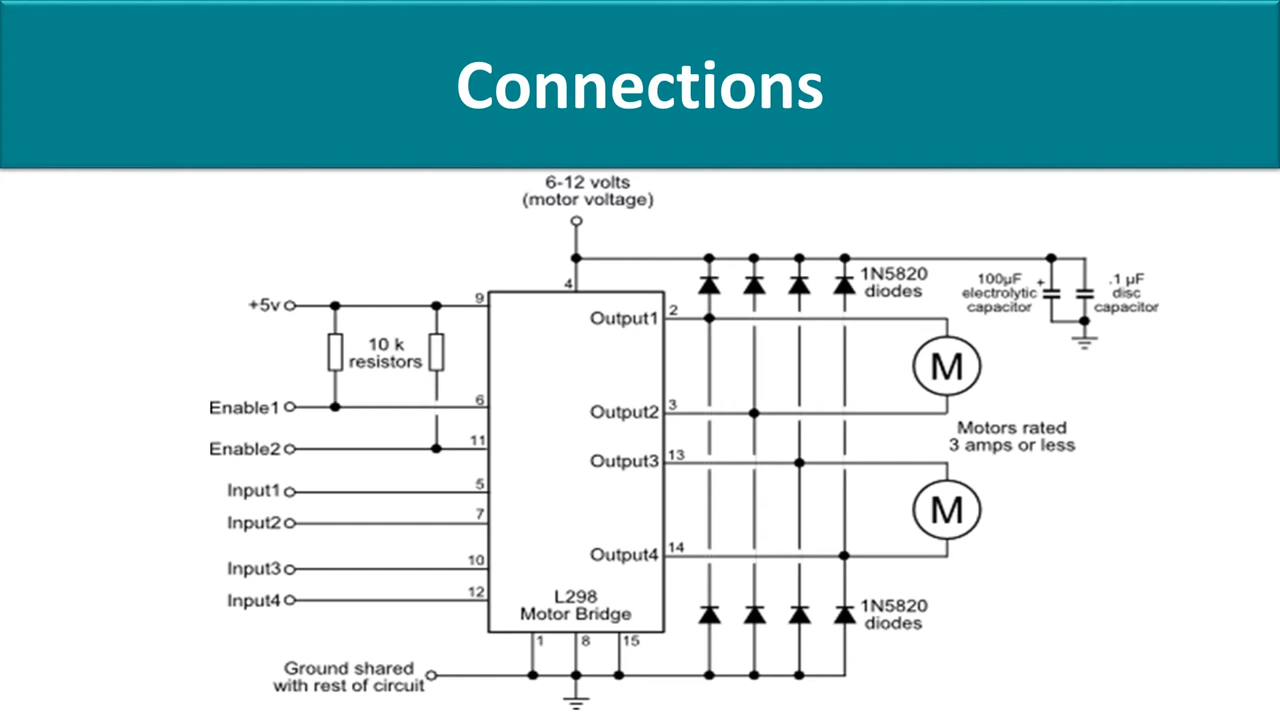 Connections
6-12 volts
(motor voltage)
4
1N5820
diodes
100µF
electrolytic
capacitor
+
.1 µF
disc
capacitor
+5v
9
10 k
resistors
Enable1
6
Enable2
11
Input1
5
Input2
7
Input3
10
Input4
12
Output1
2
Output2
3
Output3
13
Output4
14
M
Motors rated
3 amps or less
M
L298
Motor Bridge
1
8
15
1N5820
diodes
Ground shared
with rest of circuit